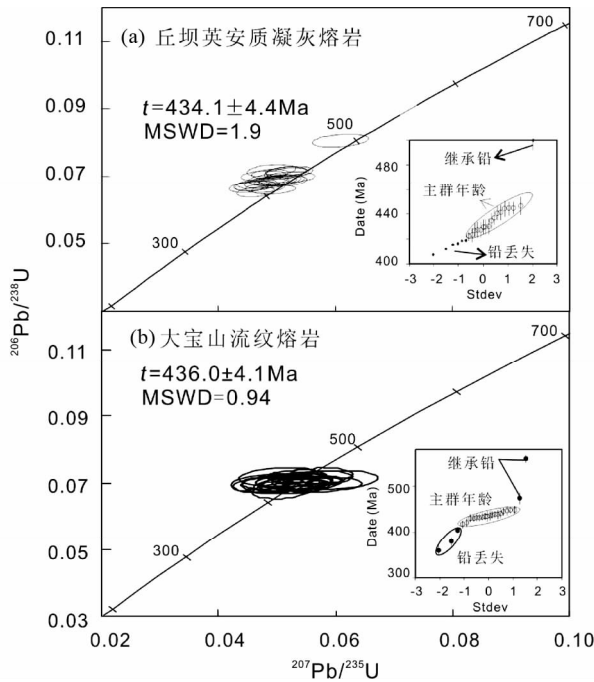 0.11
0.09
0.07
0.05
(a) 丘坝英安质凝灰熔岩
t=434.1±4.4Ma
MSWD=1.9
700
500
300
480
440
400
Date (Ma)
继承铅
主群年龄
铅丢失
-3 -2 -1 0 1 2 3
Stdev
206Pb/238U
0.11
0.09
0.07
0.05
0.03
(b) 大宝山流纹熔岩
t=436.0±4.1Ma
MSWD=0.94
700
500
300
500
400
300
Date (Ma)
继承铅
主群年龄
铅丢失
-3 -2 -1 0 1 2 3
Stdev
0.02 0.04 0.06 0.08 0.10
207Pb/235U